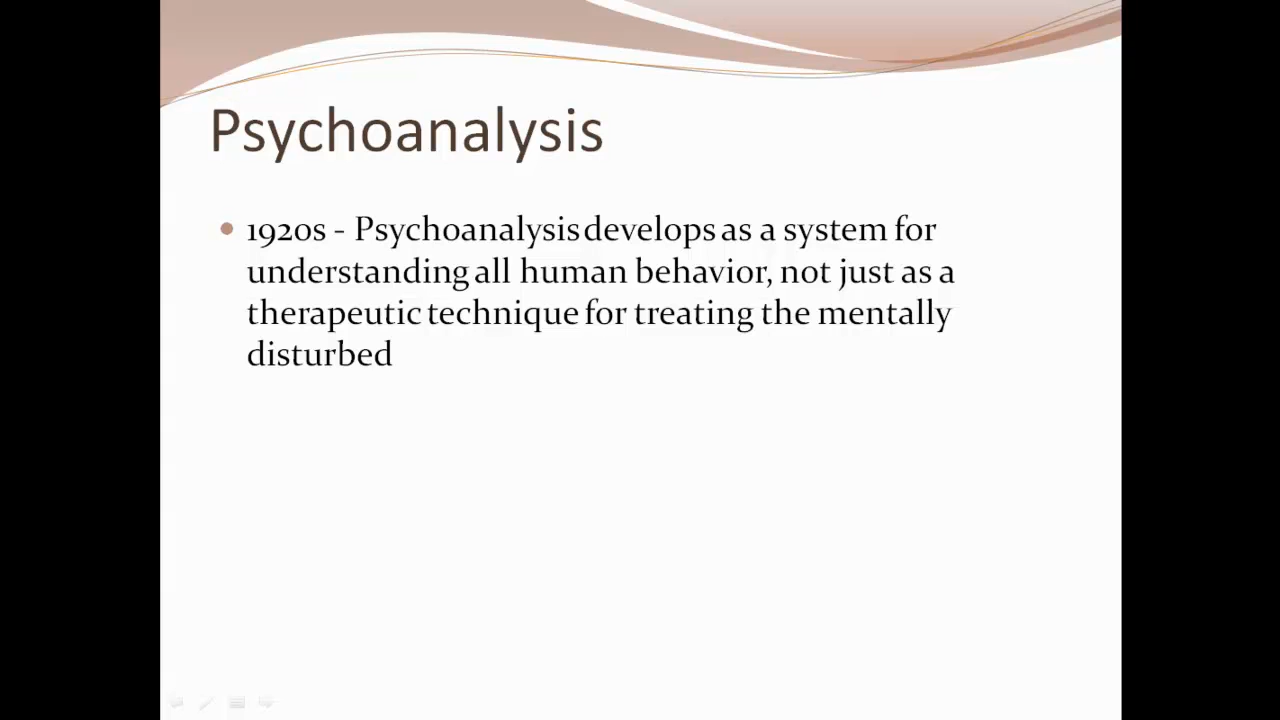 Psychoanalysis
1920s - Psychoanalysis develops as a system for
understanding all human behavior, not just as a
therapeutic technique for treating the mentally
disturbed